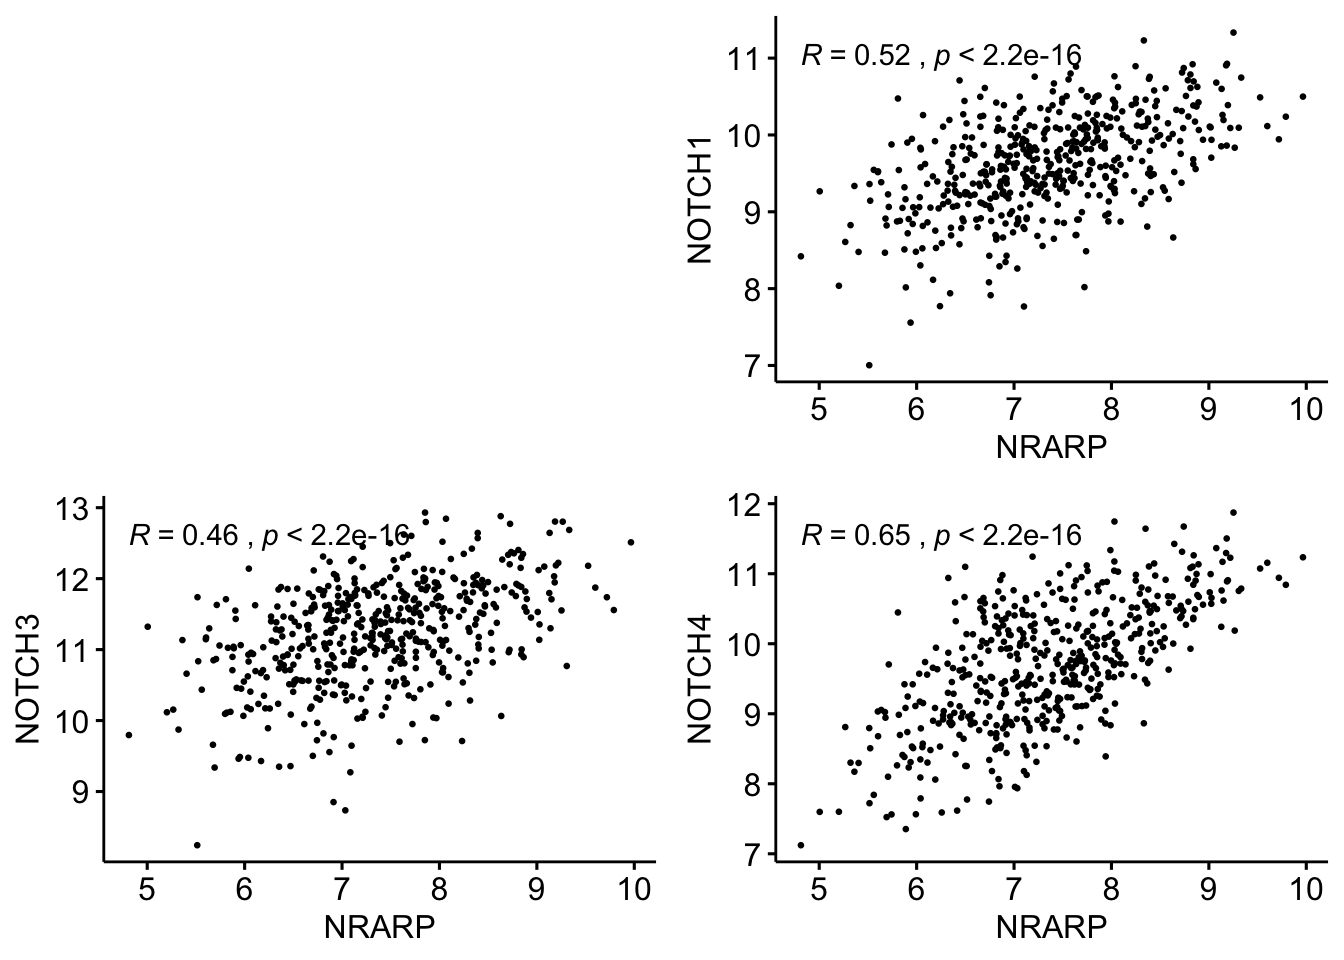 R = 0.52 , p < 2.2e-16
11
10
9
8
7
NOTCH1
5 6 7 8 9 10
NRARP
R = 0.46 , p < 2.2e-16
13
12
11
10
9
NOTCH3
5 6 7 8 9 10
NRARP
R = 0.65 , p < 2.2e-16
12
11
10
9
8
7
NOTCH4
5 6 7 8 9 10
NRARP